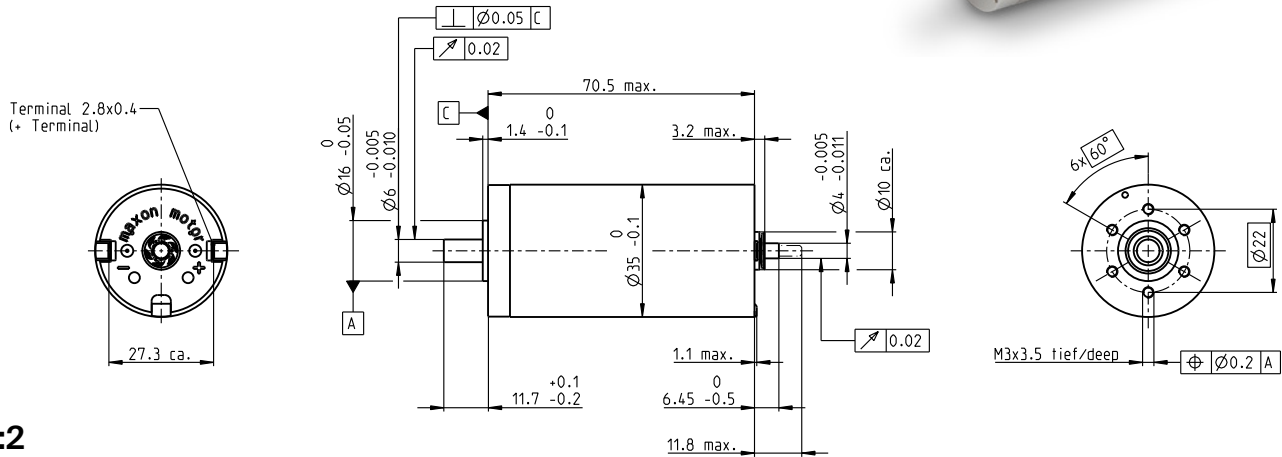 ⟂ Ø0.05 C
↗ 0.02
70.5 max.
Terminal 2.8x0.4
(+ Terminal)
C
0
1.4 -0.1
3.2 max.
0
Ø16 -0.05
-0.005
Ø6 -0.010
-0.005
Ø4 -0.011
Ø10 ca.
6x 60°
maxon motor
- +
0
Ø35 -0.1
Ø22
A
↗ 0.02
27.3 ca.
1.1 max.
M3x3.5 tief/deep
⌖ Ø0.2 A
+0.1
11.7 -0.2
0
6.45 -0.5
11.8 max.
:2